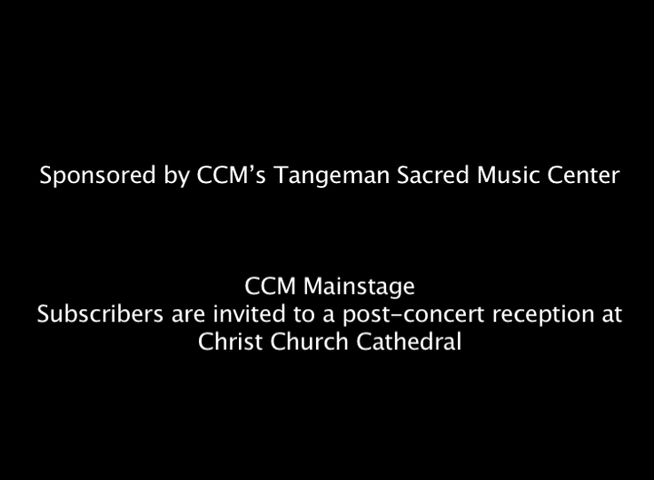 Sponsored by CCM’s Tangeman Sacred Music Center
CCM Mainstage
Subscribers are invited to a post-concert reception at
Christ Church Cathedral